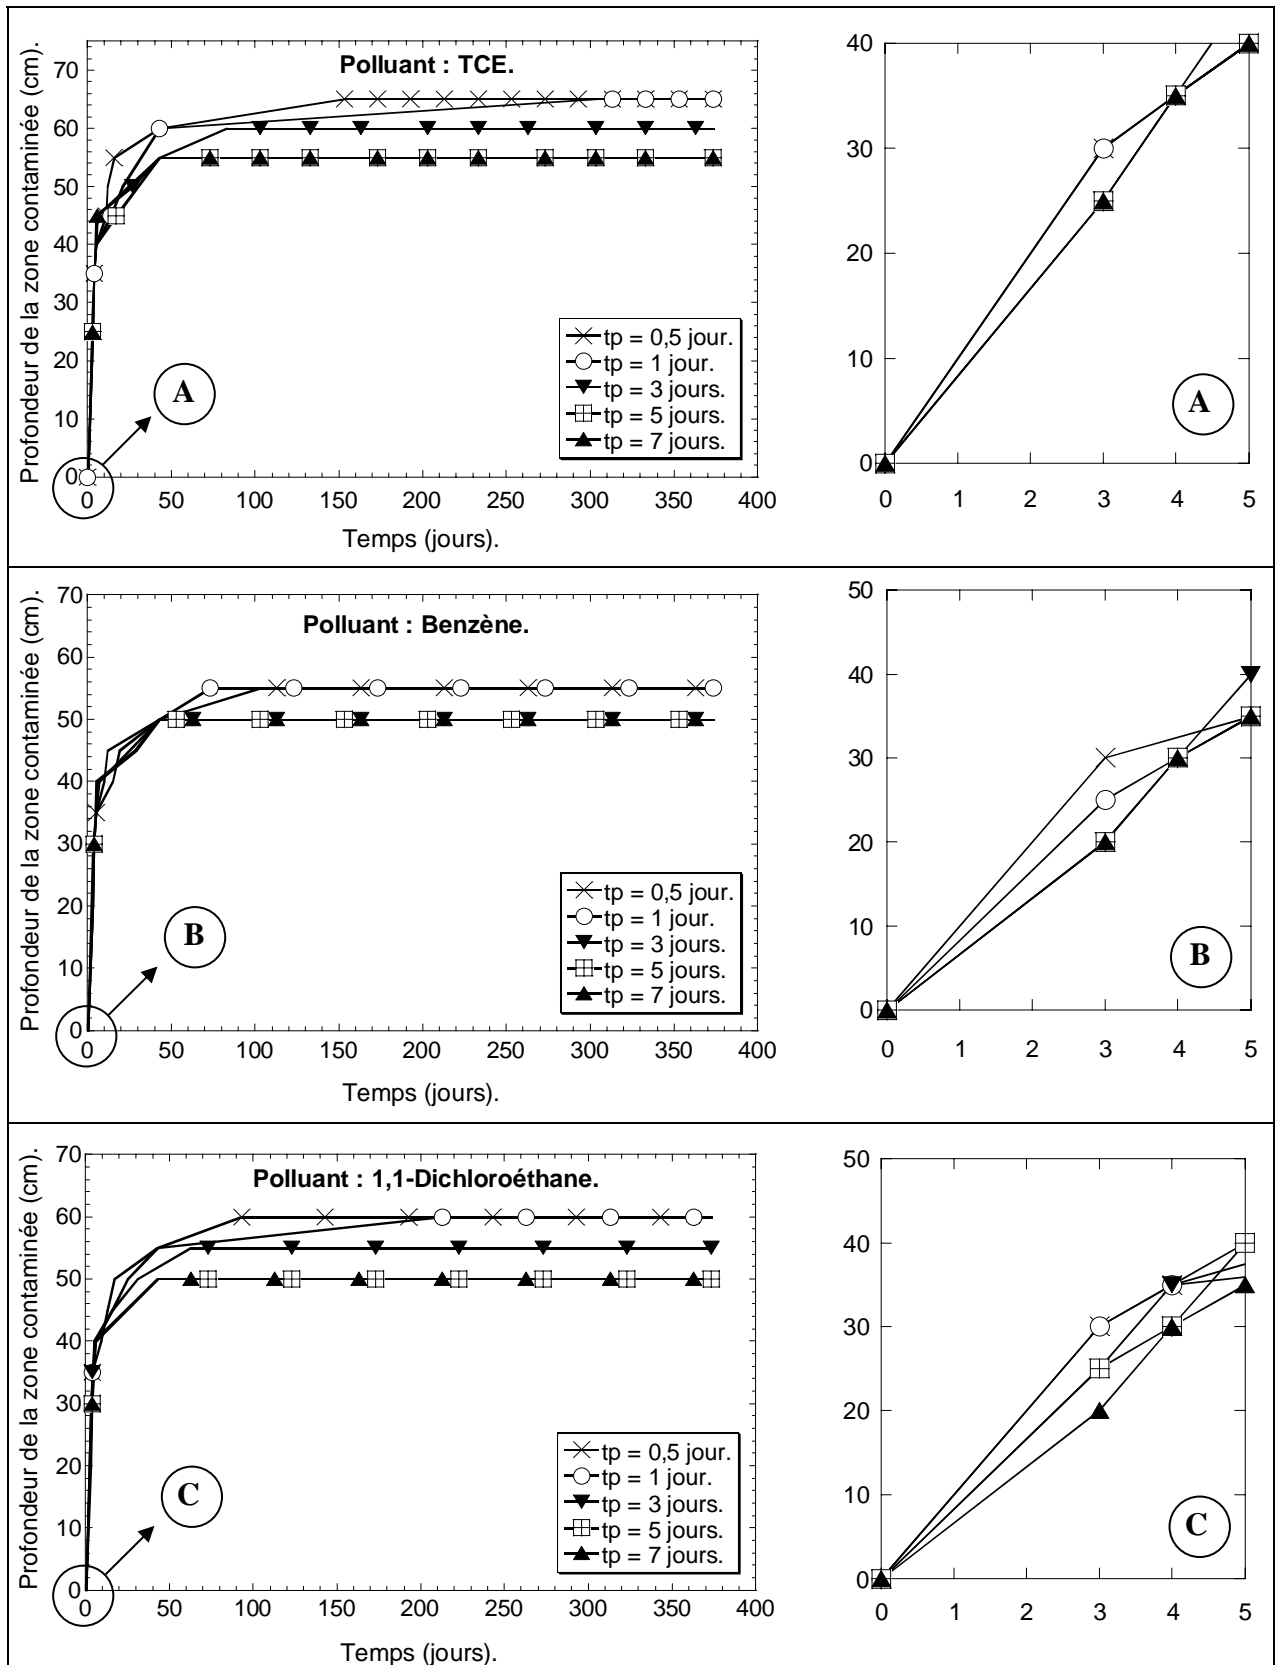 Polluant : TCE.
Profondeur de la zone contaminée (cm).
70
60
50
40
30
20
10
0
0 50 100 150 200 250 300 350 400
Temps (jours).
A
tp = 0,5 jour.
tp = 1 jour.
tp = 3 jours.
tp = 5 jours.
tp = 7 jours.
40
30
20
10
0
0 1 2 3 4 5
A
Polluant : Benzène.
Profondeur de la zone contaminée (cm).
70
60
50
40
30
20
10
0
0 50 100 150 200 250 300 350 400
Temps (jours).
B
tp = 0,5 jour.
tp = 1 jour.
tp = 3 jours.
tp = 5 jours.
tp = 7 jours.
50
40
30
20
10
0
0 1 2 3 4 5
B
Polluant : 1,1-Dichloroéthane.
Profondeur de la zone contaminée (cm).
70
60
50
40
30
20
10
0
0 50 100 150 200 250 300 350 400
Temps (jours).
C
tp = 0,5 jour.
tp = 1 jour.
tp = 3 jours.
tp = 5 jours.
tp = 7 jours.
50
40
30
20
10
0
0 1 2 3 4 5
C